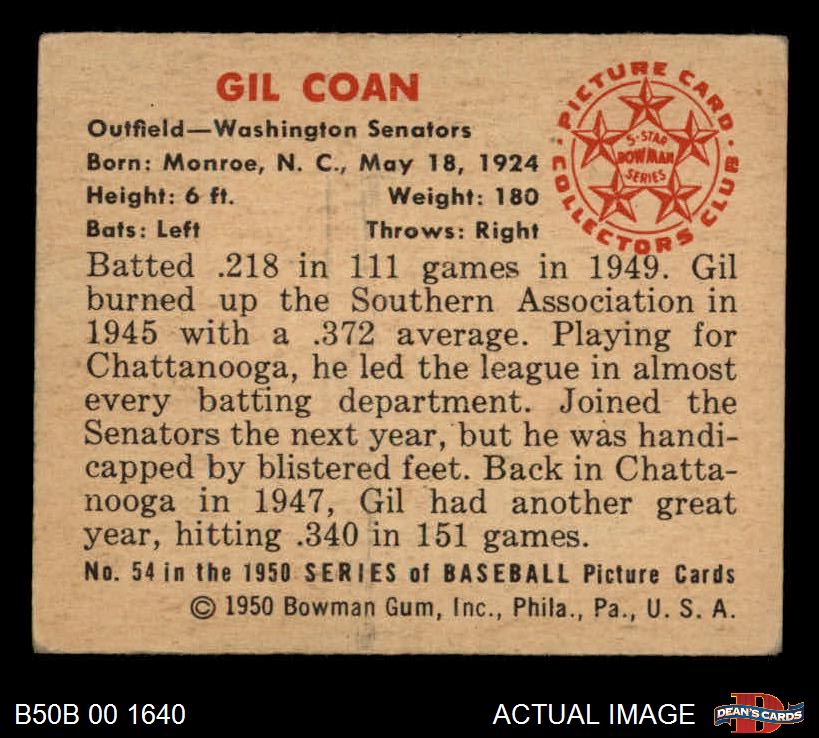 GIL COAN
Outfield—Washington Senators
Born: Monroe, N. C., May 18, 1924
Height: 6 ft. Weight: 180
Bats: Left Throws: Right
PICTURE CARD
COLLECTORS CLUB
5-STAR
BOWMAN
SERIES
Batted .218 in 111 games in 1949. Gil
burned up the Southern Association in
1945 with a .372 average. Playing for
Chattanooga, he led the league in almost
every batting department. Joined the
Senators the next year, but he was handi-
capped by blistered feet. Back in Chatta-
nooga in 1947, Gil had another great
year, hitting .340 in 151 games.
No. 54 in the 1950 SERIES of BASEBALL Picture Cards
© 1950 Bowman Gum, Inc., Phila., Pa., U. S. A.
B50B 00 1640 ACTUAL IMAGE
D
DEAN'S CARDS